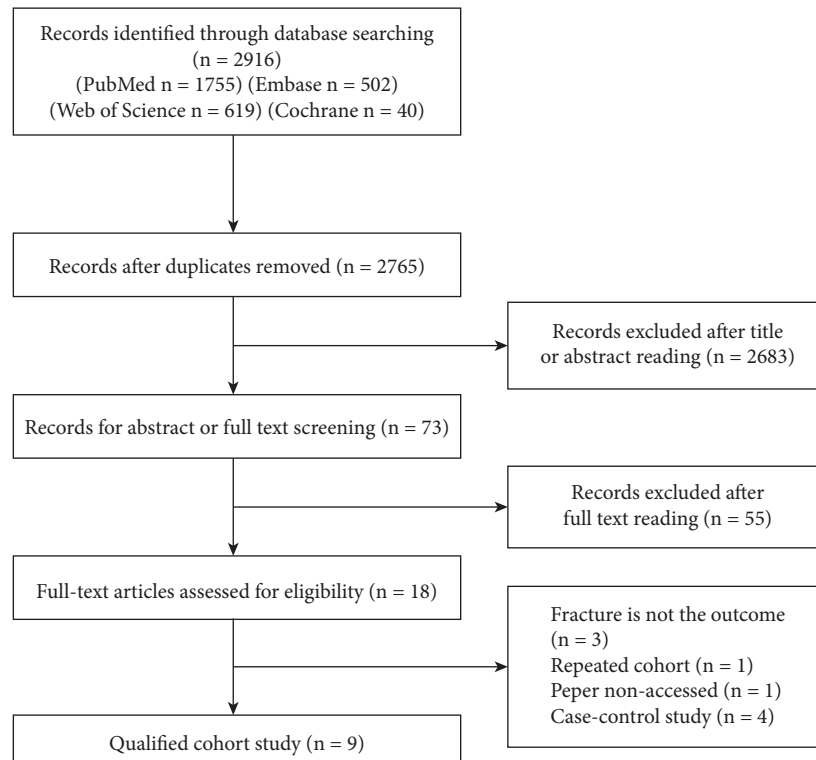 Records identified through database searching
(n = 2916)
(PubMed n = 1755) (Embase n = 502)
(Web of Science n = 619) (Cochrane n = 40)
Records after duplicates removed (n = 2765)
Records excluded after title
or abstract reading (n = 2683)
Records for abstract or full text screening (n = 73)
Records excluded after
full text reading (n = 55)
Full-text articles assessed for eligibility (n = 18)
Fracture is not the outcome
(n = 3)
Repeated cohort (n = 1)
Peper non-accessed (n = 1)
Case-control study (n = 4)
Qualified cohort study (n = 9)